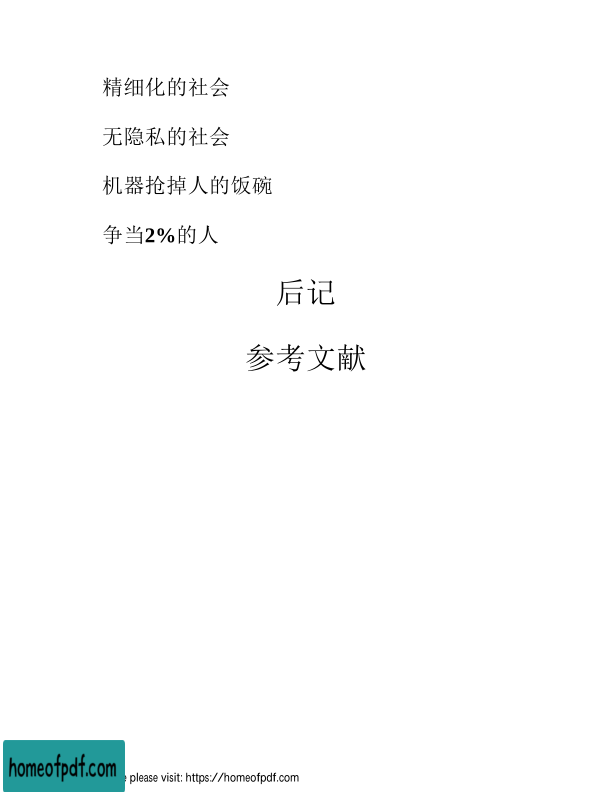 精细化的社会
无隐私的社会
机器抢掉人的饭碗
争当2%的人
后记
参考文献
homeofpdf.com
please visit: https://homeofpdf.com